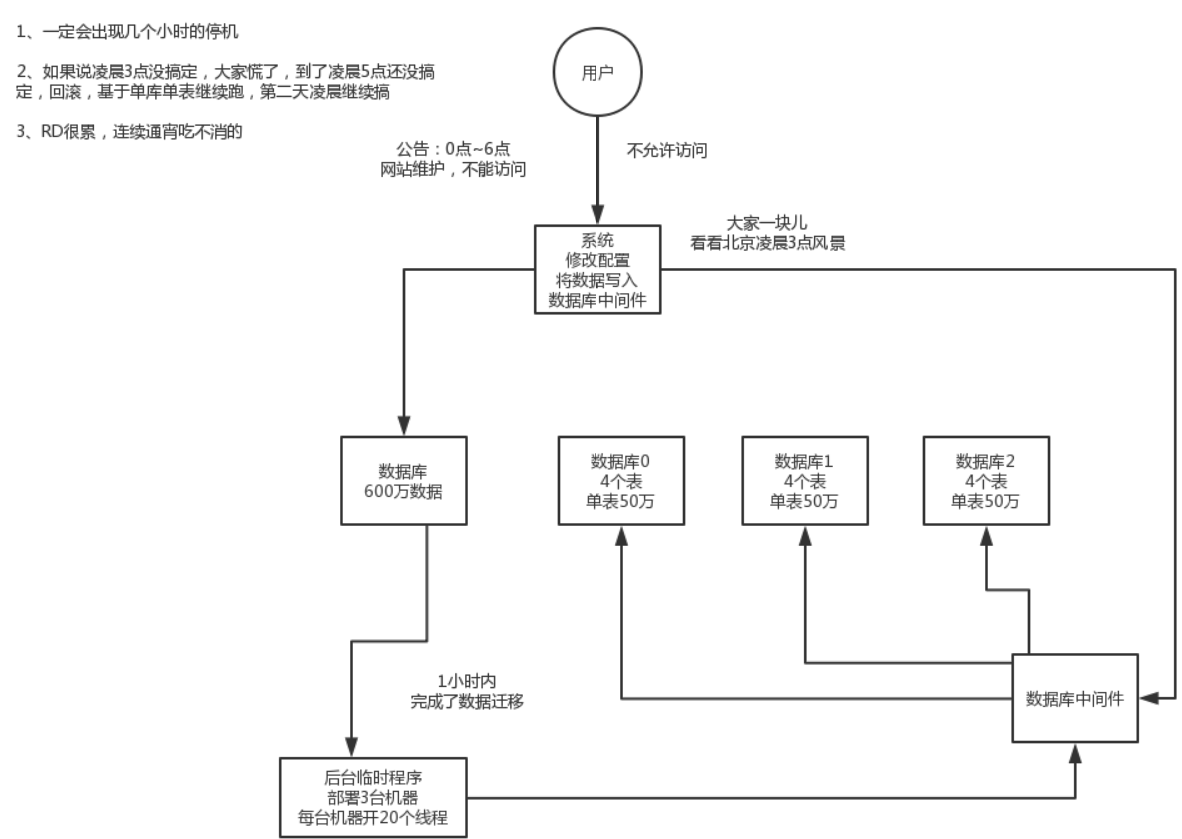 1、一定会出现几个小时的停机
2、如果说凌晨3点没搞定，大家慌了，到了凌晨5点还没搞
定，回滚，基于单库单表继续跑，第二天凌晨继续搞
3、RD很累，连续通宵吃不消的
用户
公告：0点~6点
网站维护，不能访问
不允许访问
大家一块儿
看看北京凌晨3点风景
系统
修改配置
将数据写入
数据库中间件
数据库
600万数据
数据库0
4个表
单表50万
数据库1
4个表
单表50万
数据库2
4个表
单表50万
1小时内
完成了数据迁移
数据库中间件
后台临时程序
部署3台机器
每台机器开20个线程